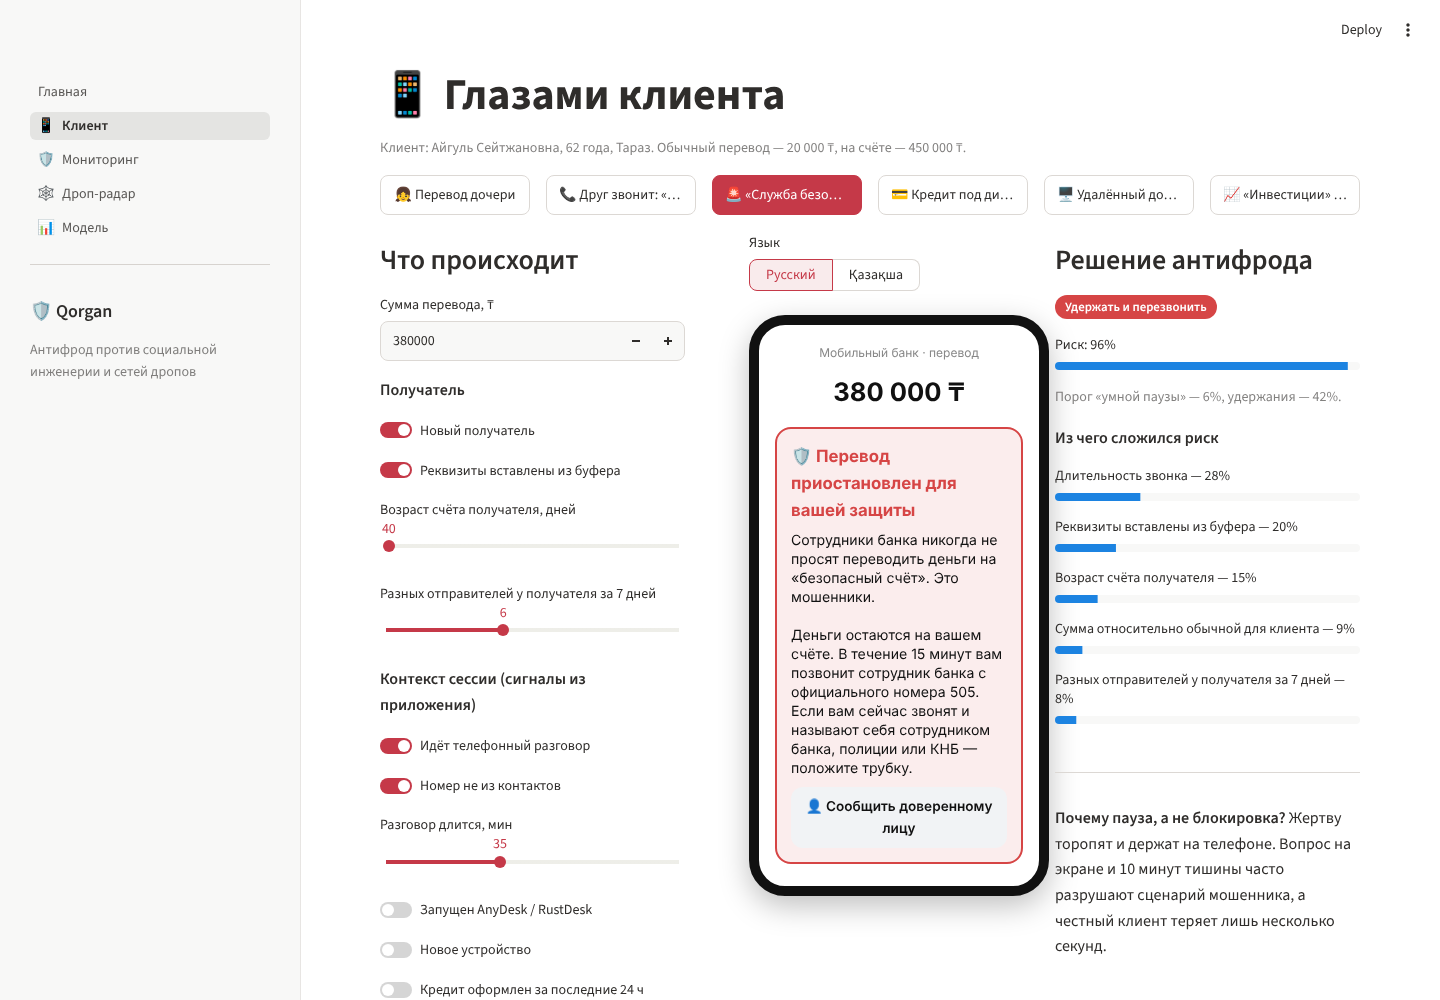 Deploy
Главная
Клиент
Мониторинг
Дроп-радар
Модель
Qorgan
Антифрод против социальной
инженерии и сетей дропов
Глазами клиента
Клиент: Айгуль Сейтжановна, 62 года, Тараз. Обычный перевод — 20 000 ₸, на счёте — 450 000 ₸.
Перевод дочери
Друг звонит: «…
«Служба безо…
Кредит под ди…
Удалённый до…
«Инвестиции» …
Что происходит
Сумма перевода, ₸
380000
Получатель
Новый получатель
Реквизиты вставлены из буфера
Возраст счёта получателя, дней
40
Разных отправителей у получателя за 7 дней
6
Контекст сессии (сигналы из
приложения)
Идёт телефонный разговор
Номер не из контактов
Разговор длится, мин
35
Запущен AnyDesk / RustDesk
Новое устройство
Кредит оформлен за последние 24 ч
Язык
Русский
Қазақша
Мобильный банк · перевод
380 000 ₸
Перевод
приостановлен для
вашей защиты
Сотрудники банка никогда не
просят переводить деньги на
«безопасный счёт». Это
мошенники.
Деньги остаются на вашем
счёте. В течение 15 минут вам
позвонит сотрудник банка с
официального номера 505.
Если вам сейчас звонят и
называют себя сотрудником
банка, полиции или КНБ —
положите трубку.
Сообщить доверенному
лицу
Решение антифрода
Удержать и перезвонить
Риск: 96%
Порог «умной паузы» — 6%, удержания — 42%.
Из чего сложился риск
Длительность звонка — 28%
Реквизиты вставлены из буфера — 20%
Возраст счёта получателя — 15%
Сумма относительно обычной для клиента — 9%
Разных отправителей у получателя за 7 дней —
8%
Почему пауза, а не блокировка? Жертву
торопят и держат на телефоне. Вопрос на
экране и 10 минут тишины часто
разрушают сценарий мошенника, а
честный клиент теряет лишь несколько
секунд.